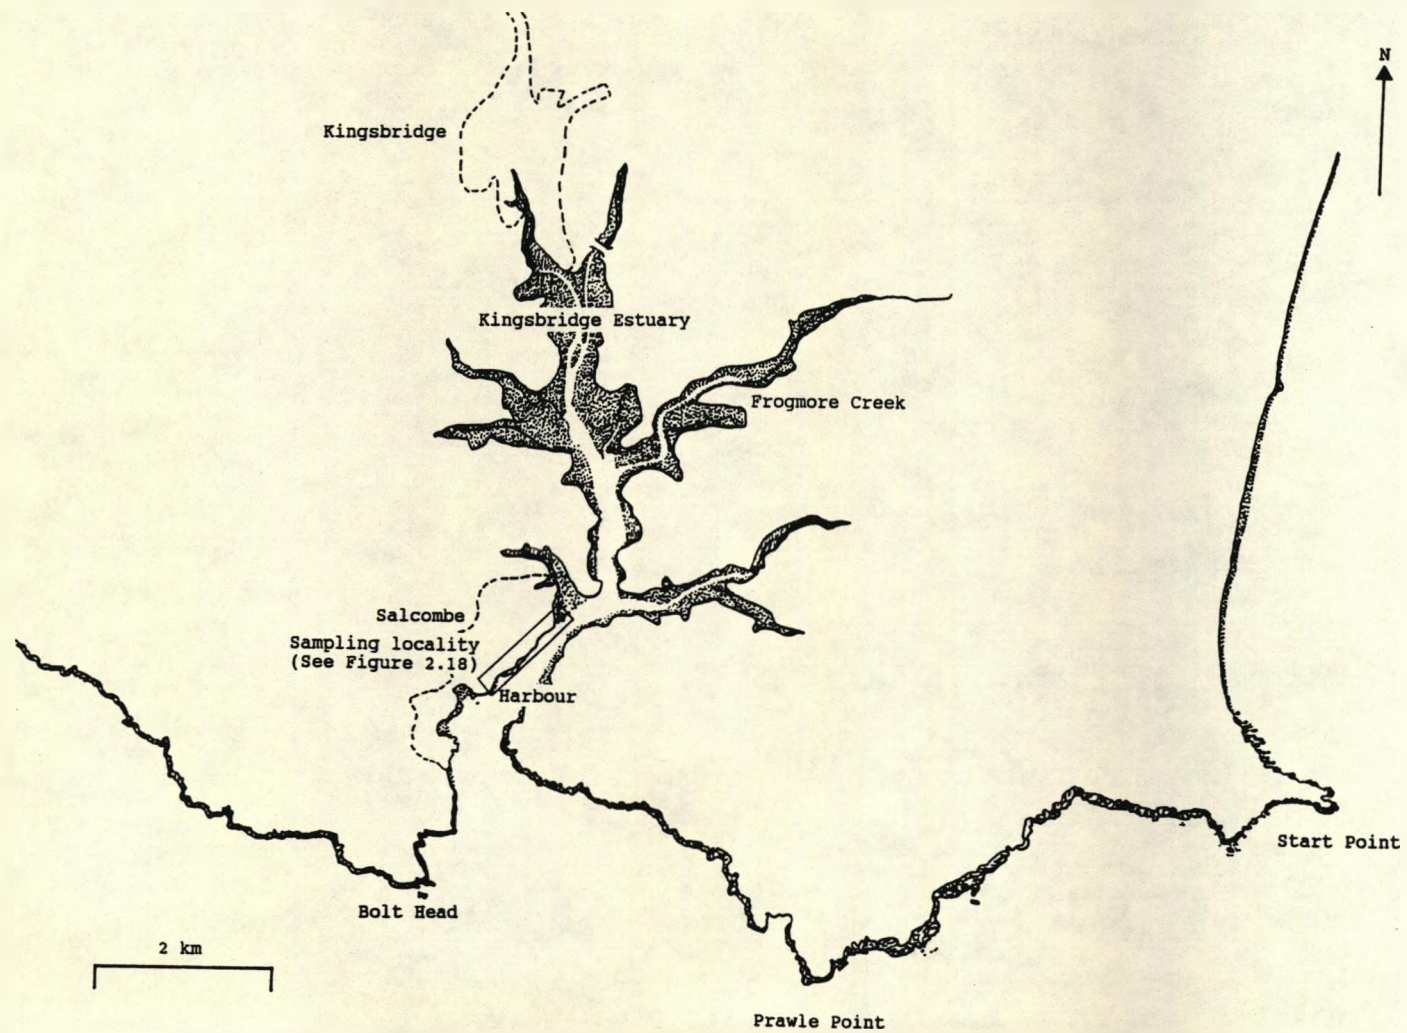 N
Kingsbridge
Kingsbridge Estuary
Frogmore Creek
Salcombe
Sampling locality
(See Figure 2.18)
Harbour
Start Point
Bolt Head
2 km
Prawle Point